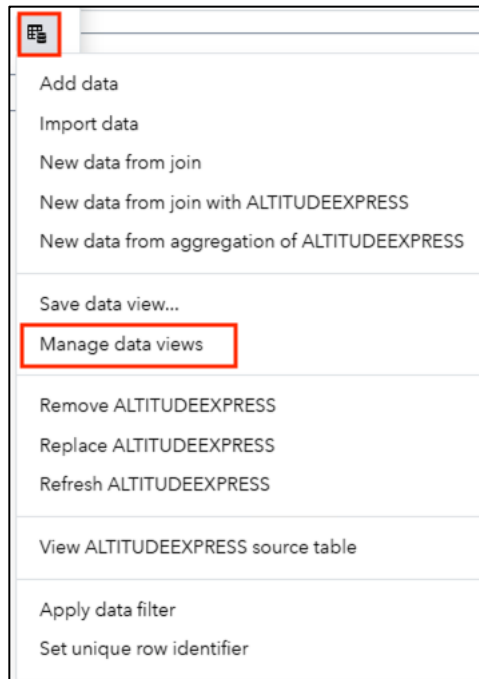 Add data
Import data
New data from join
New data from join with ALTITUDEEXPRESS
New data from aggregation of ALTITUDEEXPRESS
Save data view...
Manage data views
Remove ALTITUDEEXPRESS
Replace ALTITUDEEXPRESS
Refresh ALTITUDEEXPRESS
View ALTITUDEEXPRESS source table
Apply data filter
Set unique row identifier